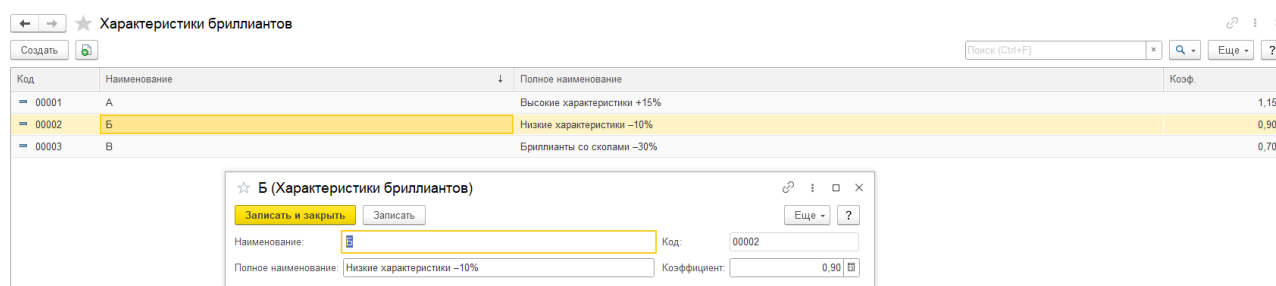 Характеристики бриллиантов
Создать Поиск (Ctrl+F) × Еще ?
Код Наименование ↓ Полное наименование Коэф.
00001 А Высокие характеристики +15% 1,15
00002 Б Низкие характеристики –10% 0,90
00003 В Бриллианты со сколами –30% 0,70
Б (Характеристики бриллиантов)
Записать и закрыть Записать Еще ?
Наименование: Б Код: 00002
Полное наименование: Низкие характеристики –10% Коэффициент: 0,90